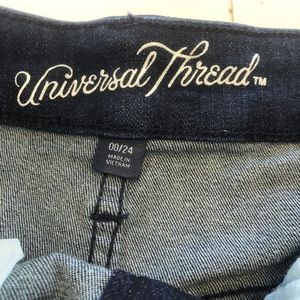 Universal Thread™
00/24
MADE IN
VIETNAM